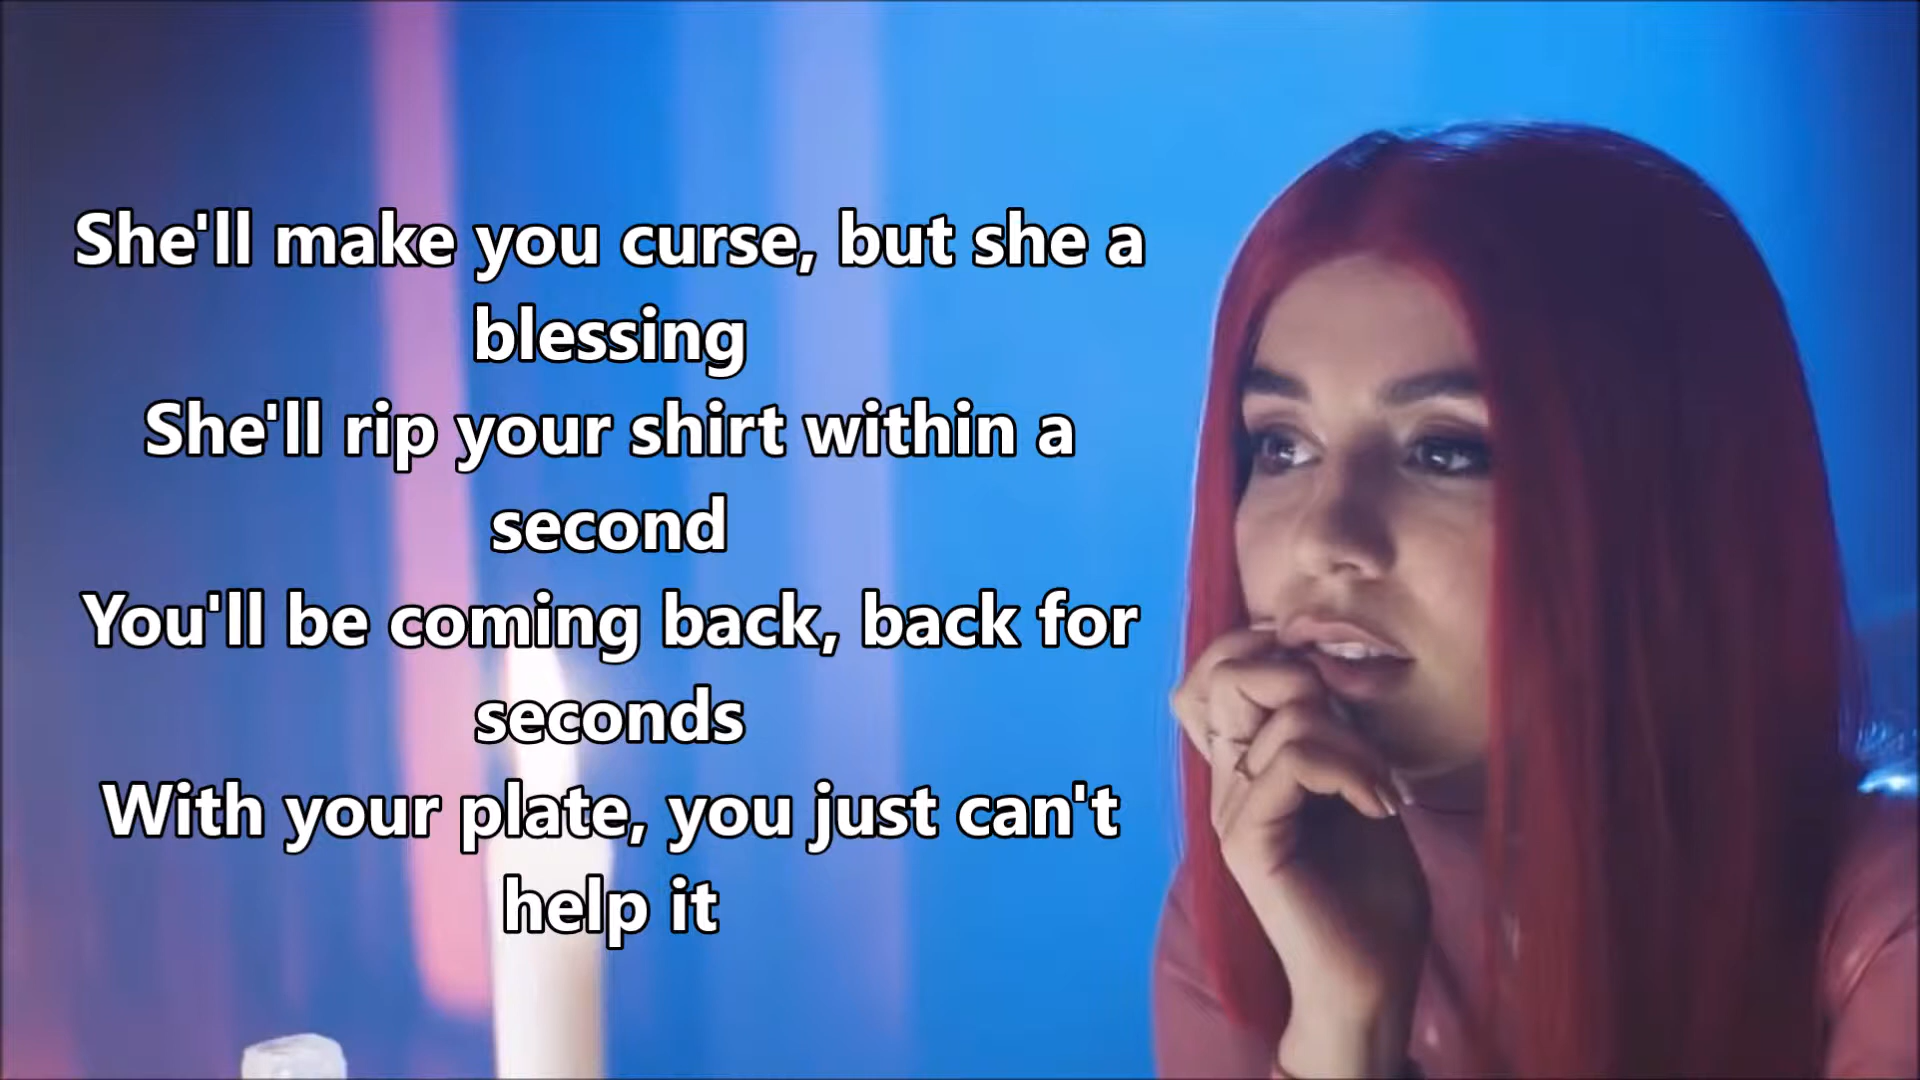 She'll make you curse, but she a
blessing
She'll rip your shirt within a
second
You'll be coming back, back for
seconds
With your plate, you just can't
help it